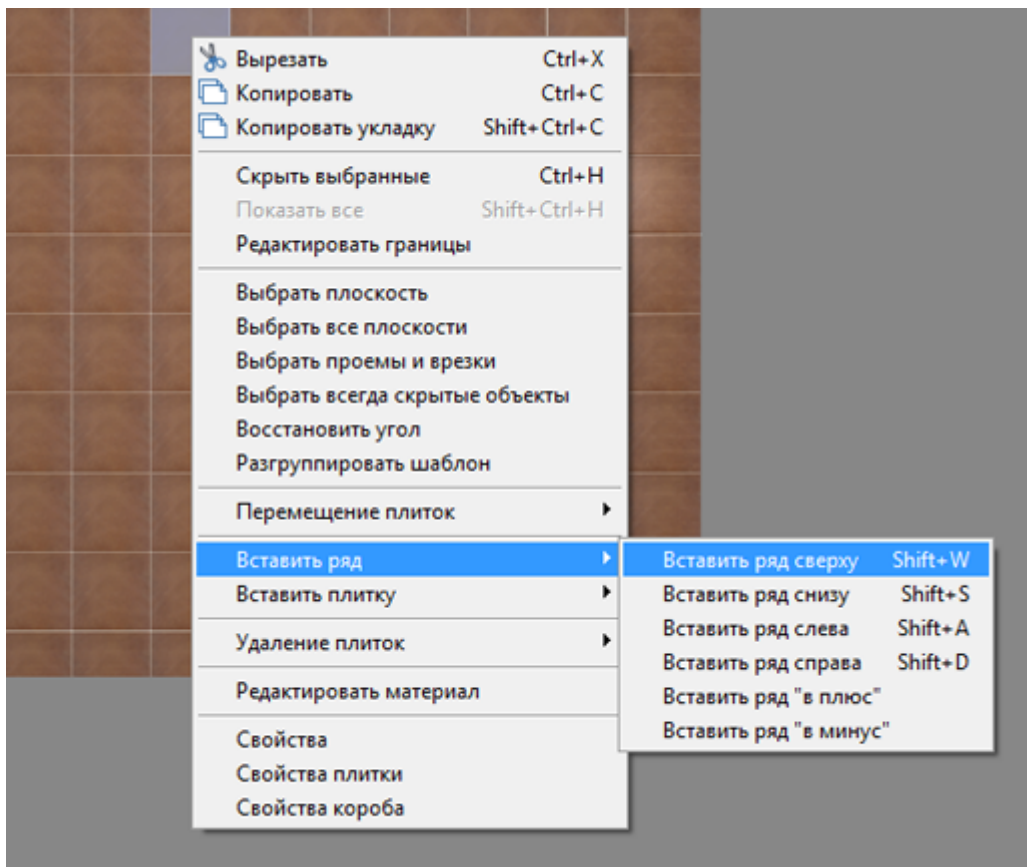 Вырезать Ctrl+X
Копировать Ctrl+C
Копировать укладку Shift+Ctrl+C
Скрыть выбранные Ctrl+H
Показать все Shift+Ctrl+H
Редактировать границы
Выбрать плоскость
Выбрать все плоскости
Выбрать проемы и врезки
Выбрать всегда скрытые объекты
Восстановить угол
Разгруппировать шаблон
Перемещение плиток
Вставить ряд
Вставить плитку
Удаление плиток
Редактировать материал
Свойства
Свойства плитки
Свойства короба
Вставить ряд сверху Shift+W
Вставить ряд снизу Shift+S
Вставить ряд слева Shift+A
Вставить ряд справа Shift+D
Вставить ряд "в плюс"
Вставить ряд "в минус"